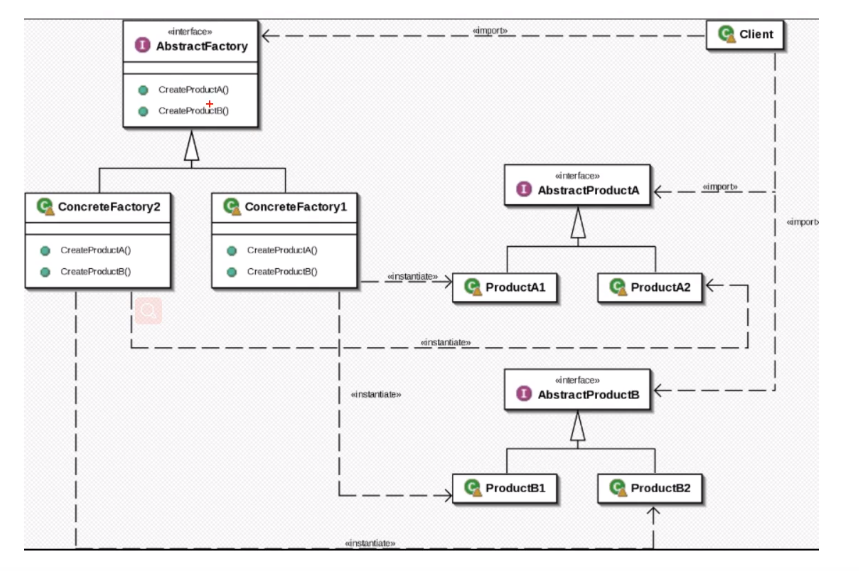 «interface»
I AbstractFactory
CreateProductA()
CreateProductB()
«import»
C Client
C ConcreteFactory2
CreateProductA()
CreateProductB()
C ConcreteFactory1
CreateProductA()
CreateProductB()
«interface»
I AbstractProductA
«import»
«import»
«instantiate»
C ProductA1
C ProductA2
«instantiate»
«interface»
I AbstractProductB
«instantiate»
C ProductB1
C ProductB2
«instantiate»